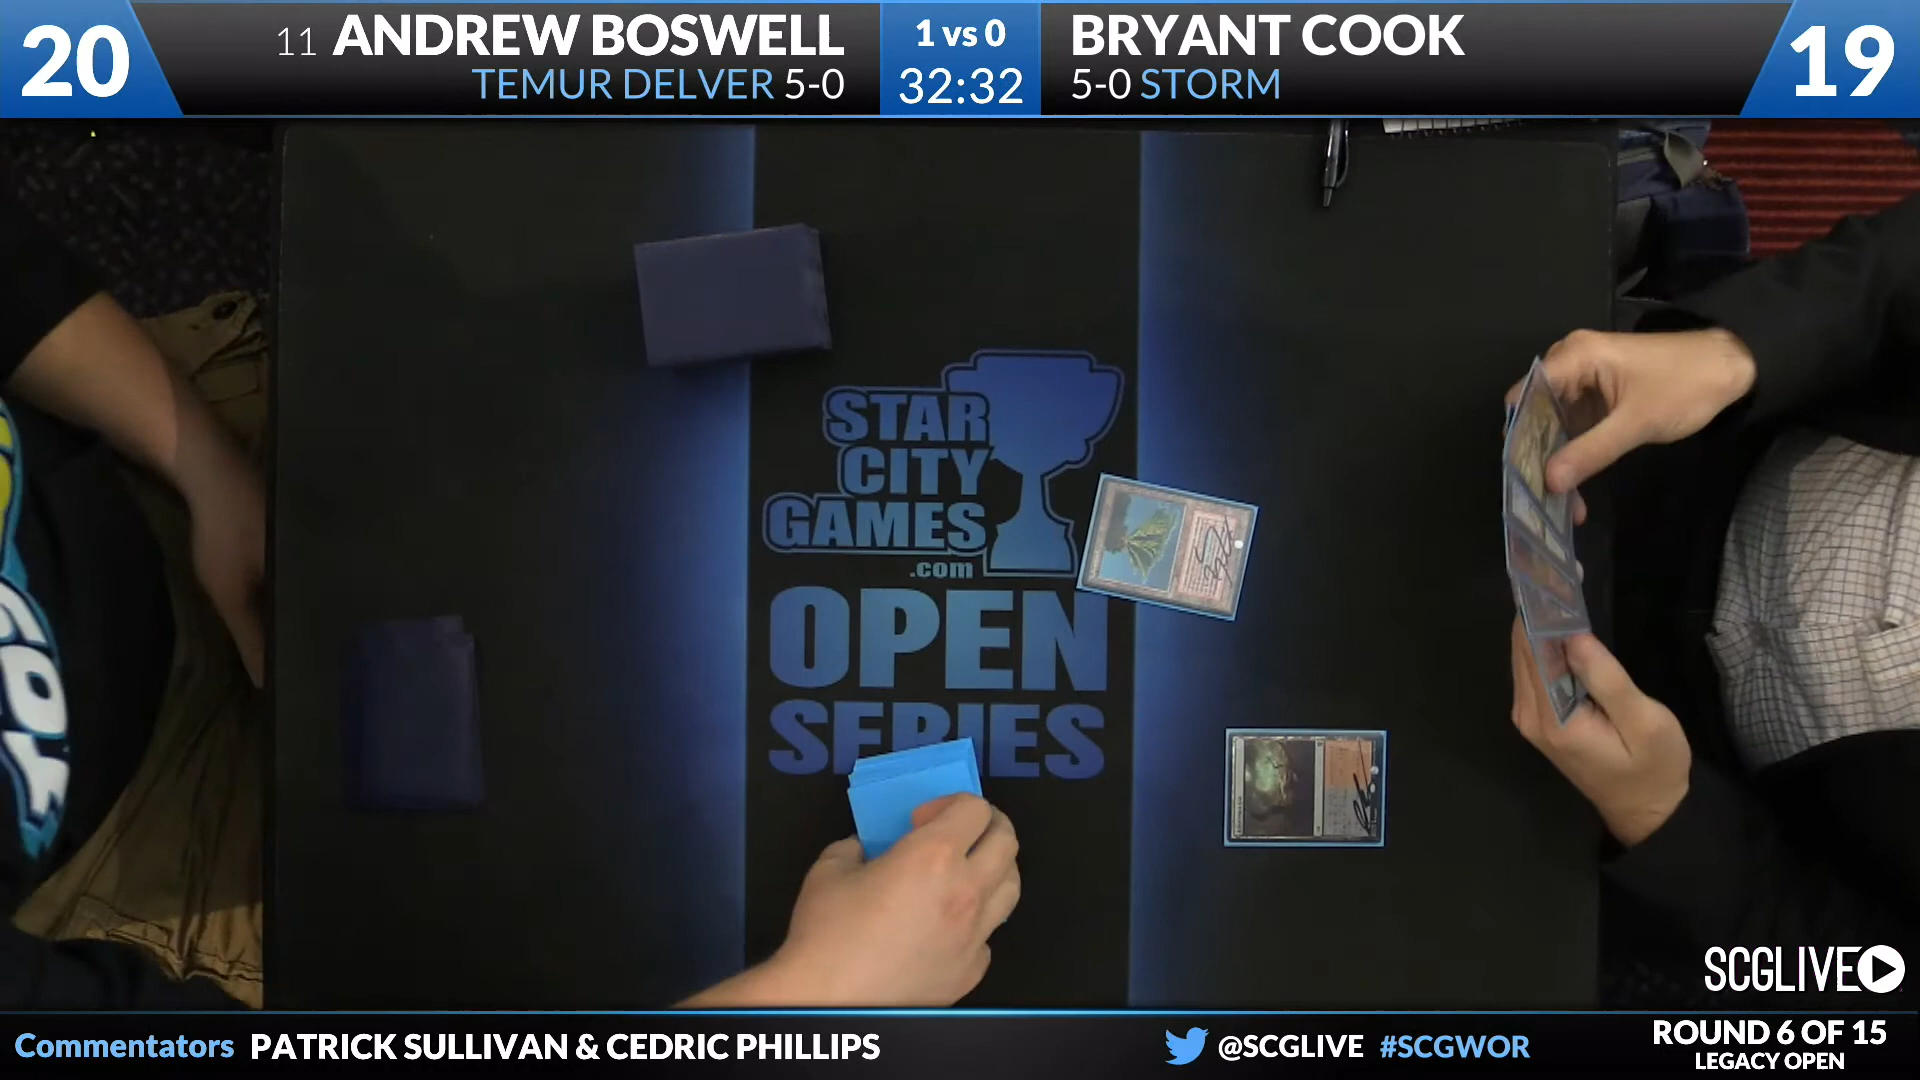 20
11 ANDREW BOSWELL
TEMUR DELVER 5-0
1 vs 0
32:32
BRYANT COOK
5-0 STORM
19
STAR
CITY
GAMES
.com
OPEN
SERIES
SCGLIVE
Commentators PATRICK SULLIVAN & CEDRIC PHILLIPS
@SCGLIVE #SCGWOR
ROUND 6 OF 15
LEGACY OPEN